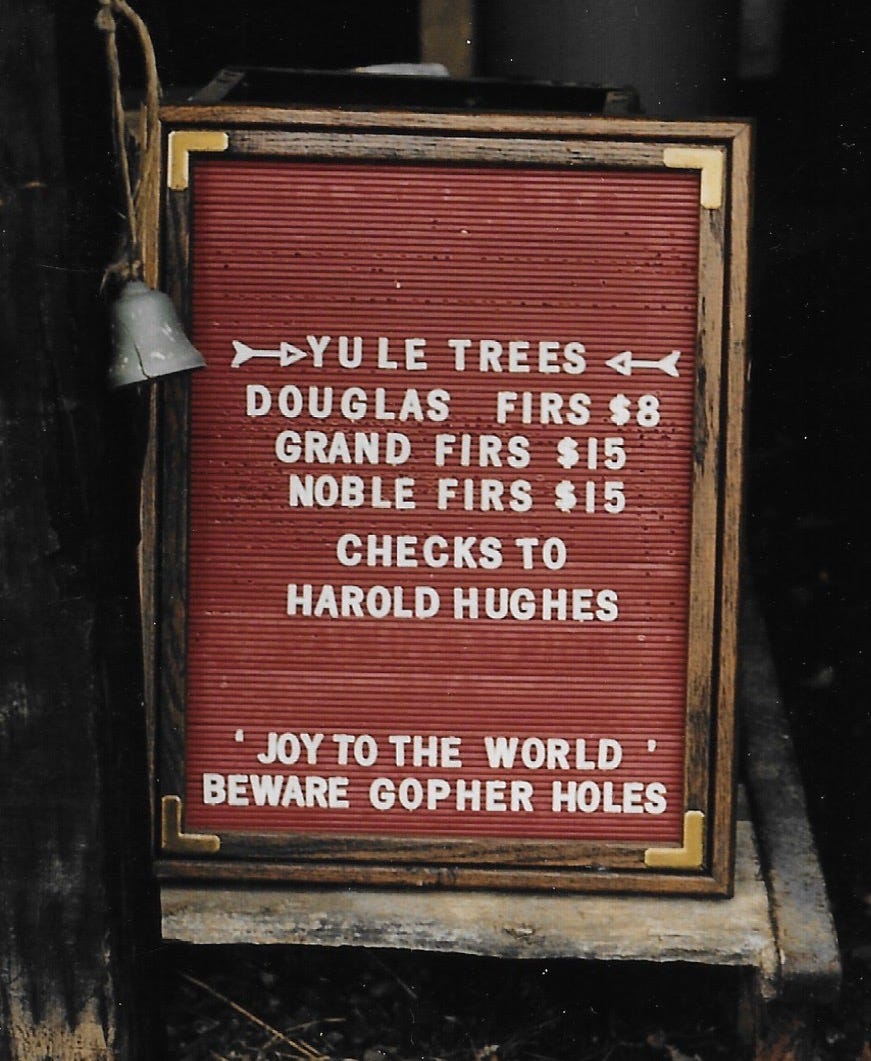 YULE TREES
DOUGLAS FIRS $8
GRAND FIRS $15
NOBLE FIRS $15
CHECKS TO
HAROLD HUGHES
' JOY TO THE WORLD '
BEWARE GOPHER HOLES